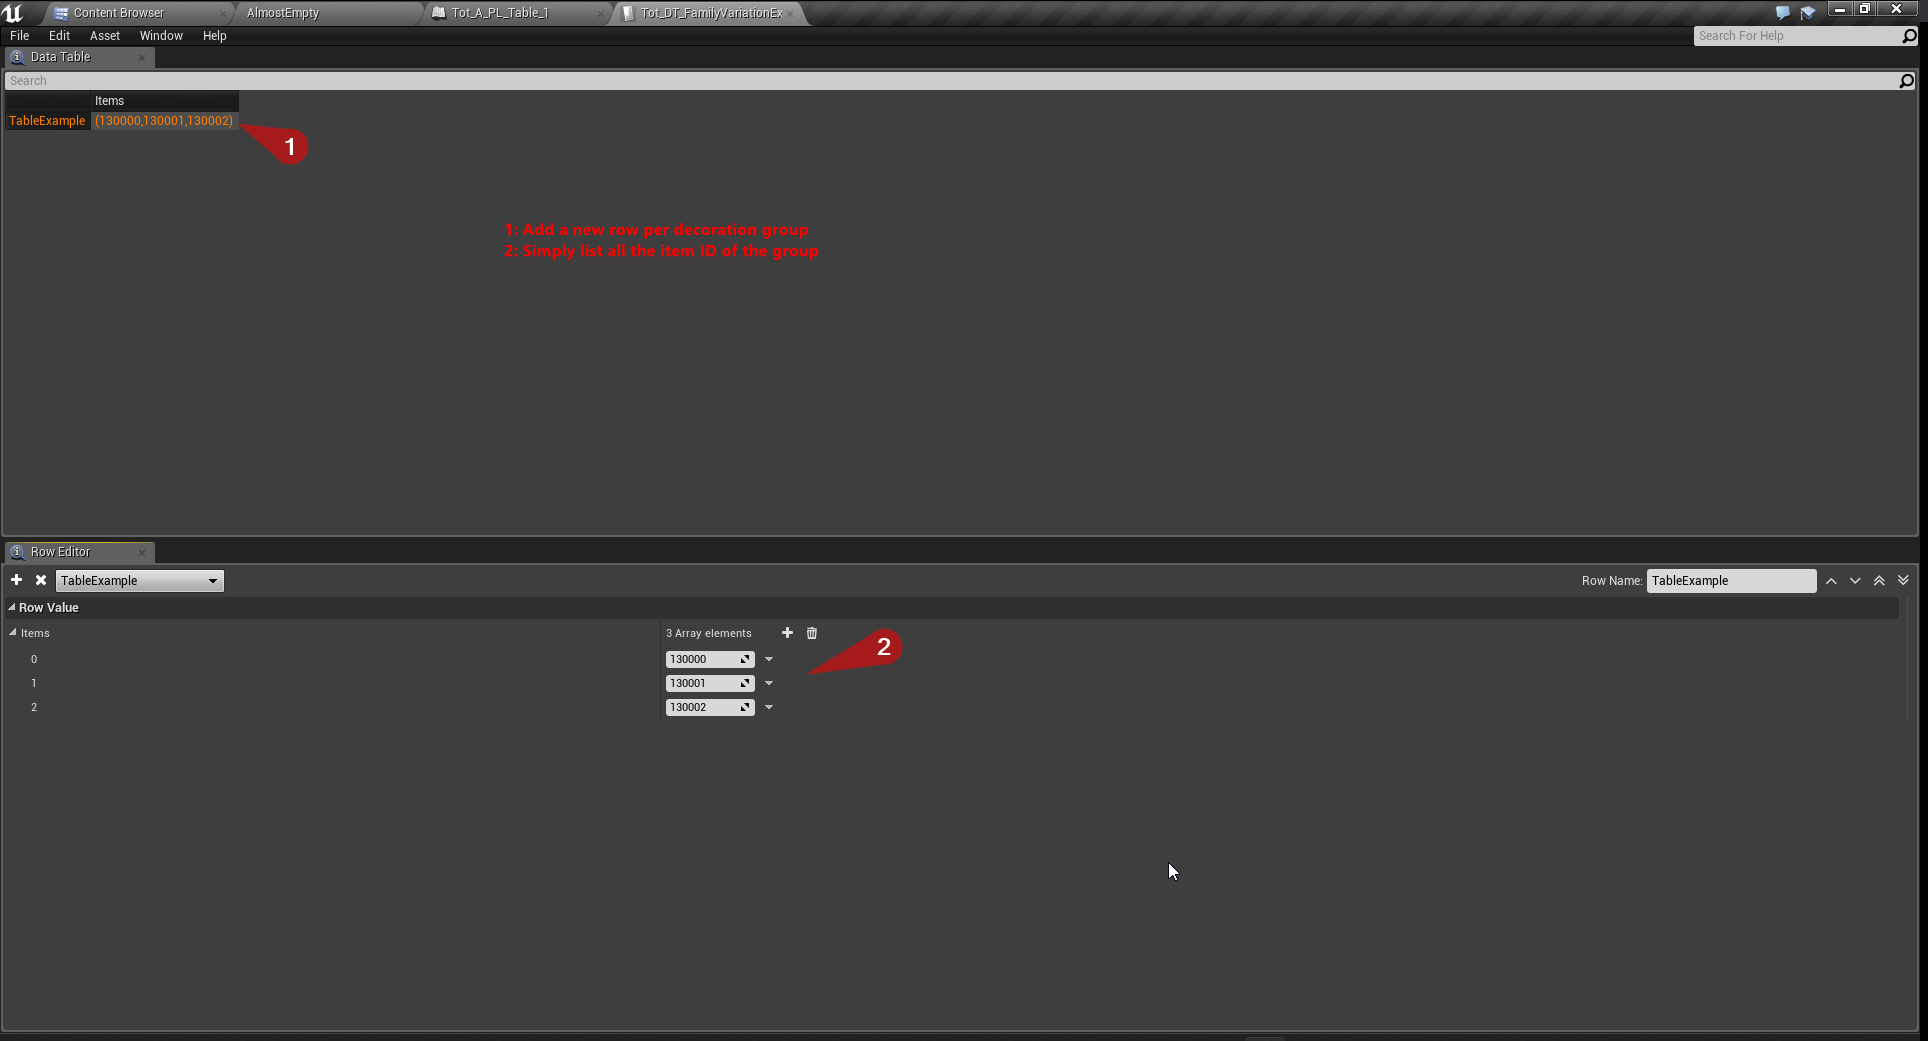 Content Browser
AlmostEmpty
Tot_A_PL_Table_1
Tot_DT_FamilyVariationEx
File Edit Asset Window Help
Search For Help
Data Table
Search
Items
TableExample (130000,130001,130002)
1
1: Add a new row per decoration group
2: Simply list all the item ID of the group
Row Editor
TableExample
Row Name: TableExample
Row Value
Items
3 Array elements
2
0 130000
1 130001
2 130002